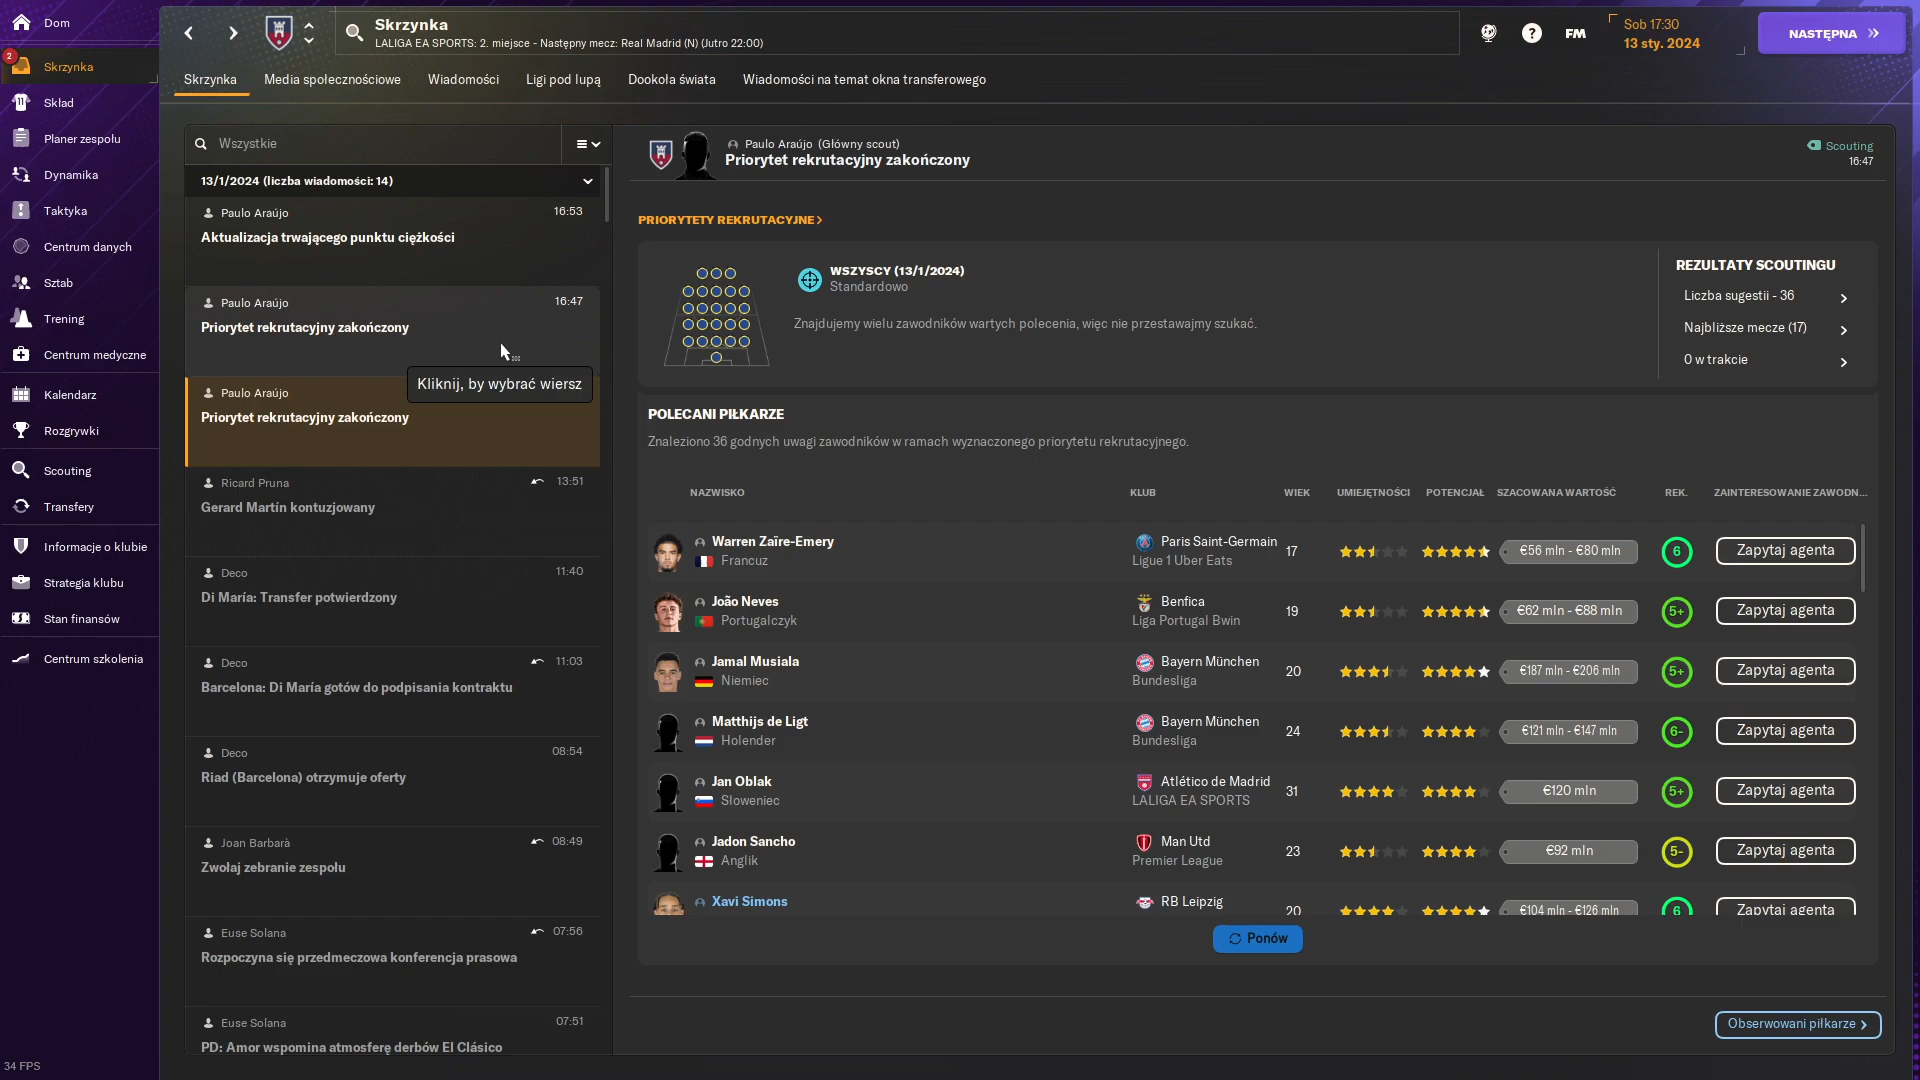 Dom
2
Skrzynka
Skład
Planer zespołu
Dynamika
Taktyka
Centrum danych
Sztab
Trening
Centrum medyczne
Kalendarz
Rozgrywki
Scouting
Transfery
Informacje o klubie
Strategia klubu
Stan finansów
Centrum szkolenia
34 FPS
Skrzynka
LALIGA EA SPORTS: 2. miejsce - Następny mecz: Real Madrid (N) (Jutro 22:00)
?
FM
Sob 17:30
13 sty. 2024
NASTĘPNA
Skrzynka Media społecznościowe Wiadomości Ligi pod lupą Dookoła świata Wiadomości na temat okna transferowego
Wszystkie
13/1/2024 (liczba wiadomości: 14)
Paulo Araújo 16:53
Aktualizacja trwającego punktu ciężkości
Paulo Araújo 16:47
Priorytet rekrutacyjny zakończony
Kliknij, by wybrać wiersz
Paulo Araújo
Priorytet rekrutacyjny zakończony
Ricard Pruna 13:51
Gerard Martín kontuzjowany
Deco 11:40
Di María: Transfer potwierdzony
Deco 11:03
Barcelona: Di María gotów do podpisania kontraktu
Deco 08:54
Riad (Barcelona) otrzymuje oferty
Joan Barbarà 08:49
Zwołaj zebranie zespołu
Euse Solana 07:56
Rozpoczyna się przedmeczowa konferencja prasowa
Euse Solana 07:51
PD: Amor wspomina atmosferę derbów El Clásico
Paulo Araújo (Główny scout)
Priorytet rekrutacyjny zakończony
Scouting
16:47
PRIORYTETY REKRUTACYJNE
WSZYSCY (13/1/2024)
Standardowo
Znajdujemy wielu zawodników wartych polecenia, więc nie przestawajmy szukać.
REZULTATY SCOUTINGU
Liczba sugestii - 36
Najbliższe mecze (17)
0 w trakcie
POLECANI PIŁKARZE
Znaleziono 36 godnych uwagi zawodników w ramach wyznaczonego priorytetu rekrutacyjnego.
NAZWISKO KLUB WIEK UMIEJĘTNOŚCI POTENCJAŁ SZACOWANA WARTOŚĆ REK. ZAINTERESOWANIE ZAWODN...
Warren Zaïre-Emery Paris Saint-Germain 17 €56 mln - €80 mln 6 Zapytaj agenta
Francuz Ligue 1 Uber Eats
João Neves Benfica 19 €62 mln - €88 mln 5+ Zapytaj agenta
Portugalczyk Liga Portugal Bwin
Jamal Musiala Bayern München 20 €187 mln - €206 mln 5+ Zapytaj agenta
Niemiec Bundesliga
Matthijs de Ligt Bayern München 24 €121 mln - €147 mln 6- Zapytaj agenta
Holender Bundesliga
Jan Oblak Atlético de Madrid 31 €120 mln 5+ Zapytaj agenta
Słoweniec LALIGA EA SPORTS
Jadon Sancho Man Utd 23 €92 mln 5- Zapytaj agenta
Anglik Premier League
Xavi Simons RB Leipzig 20 €104 mln - €126 mln 6 Zapytaj agenta
Ponów
Obserwowani piłkarze